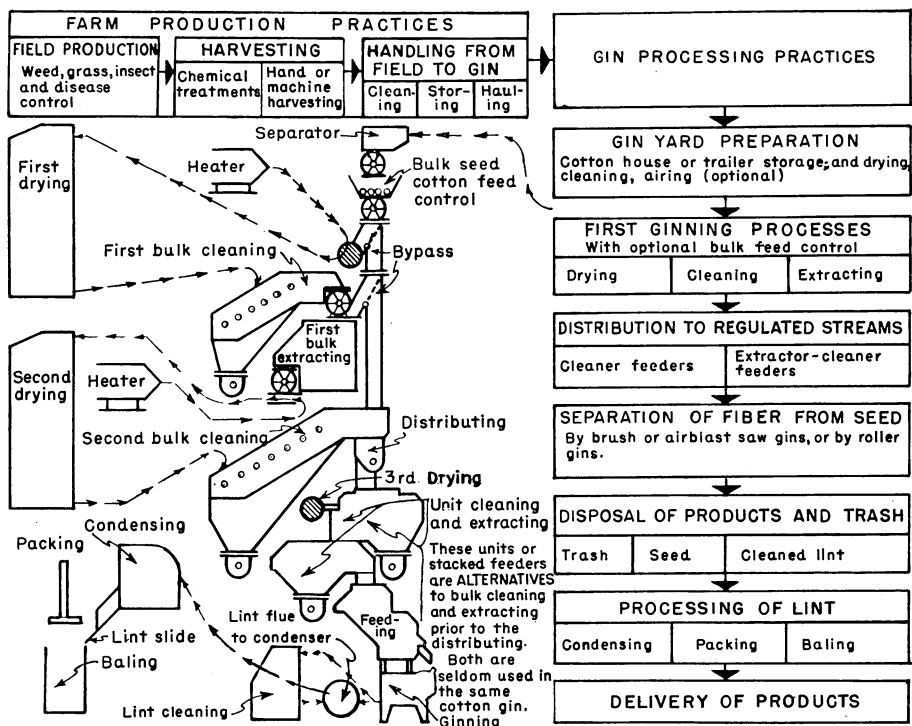 FARM PRODUCTION PRACTICES
FIELD PRODUCTION
Weed, grass, insect
and disease
control
HARVESTING
Chemical
treatments
Hand or
machine
harvesting
HANDLING FROM
FIELD TO GIN
Clean-
ing
Stor-
ing
Haul-
ing
GIN PROCESSING PRACTICES
GIN YARD PREPARATION
Cotton house or trailer storage, and drying,
cleaning, airing (optional)
FIRST GINNING PROCESSES
With optional bulk feed control
Drying
Cleaning
Extracting
DISTRIBUTION TO REGULATED STREAMS
Cleaner feeders
Extractor-cleaner
feeders
SEPARATION OF FIBER FROM SEED
By brush or airblast saw gins, or by roller
gins.
DISPOSAL OF PRODUCTS AND TRASH
Trash
Seed
Cleaned lint
PROCESSING OF LINT
Condensing
Packing
Baling
DELIVERY OF PRODUCTS
Separator
Heater
Bulk seed
cotton feed
control
First
drying
First bulk cleaning
Bypass
First
bulk
extracting
Second
drying
Heater
Second bulk cleaning
Distributing
3rd. Drying
Unit cleaning
and extracting
Condensing
Packing
These units or
stacked feeders
are ALTERNATIVES
to bulk cleaning
and extracting
prior to the
distributing.
Both are
seldom used in
the same
cotton gin.
Feed-
ing
Lint flue
to condenser
Lint slide
Baling
Lint cleaning
Ginning